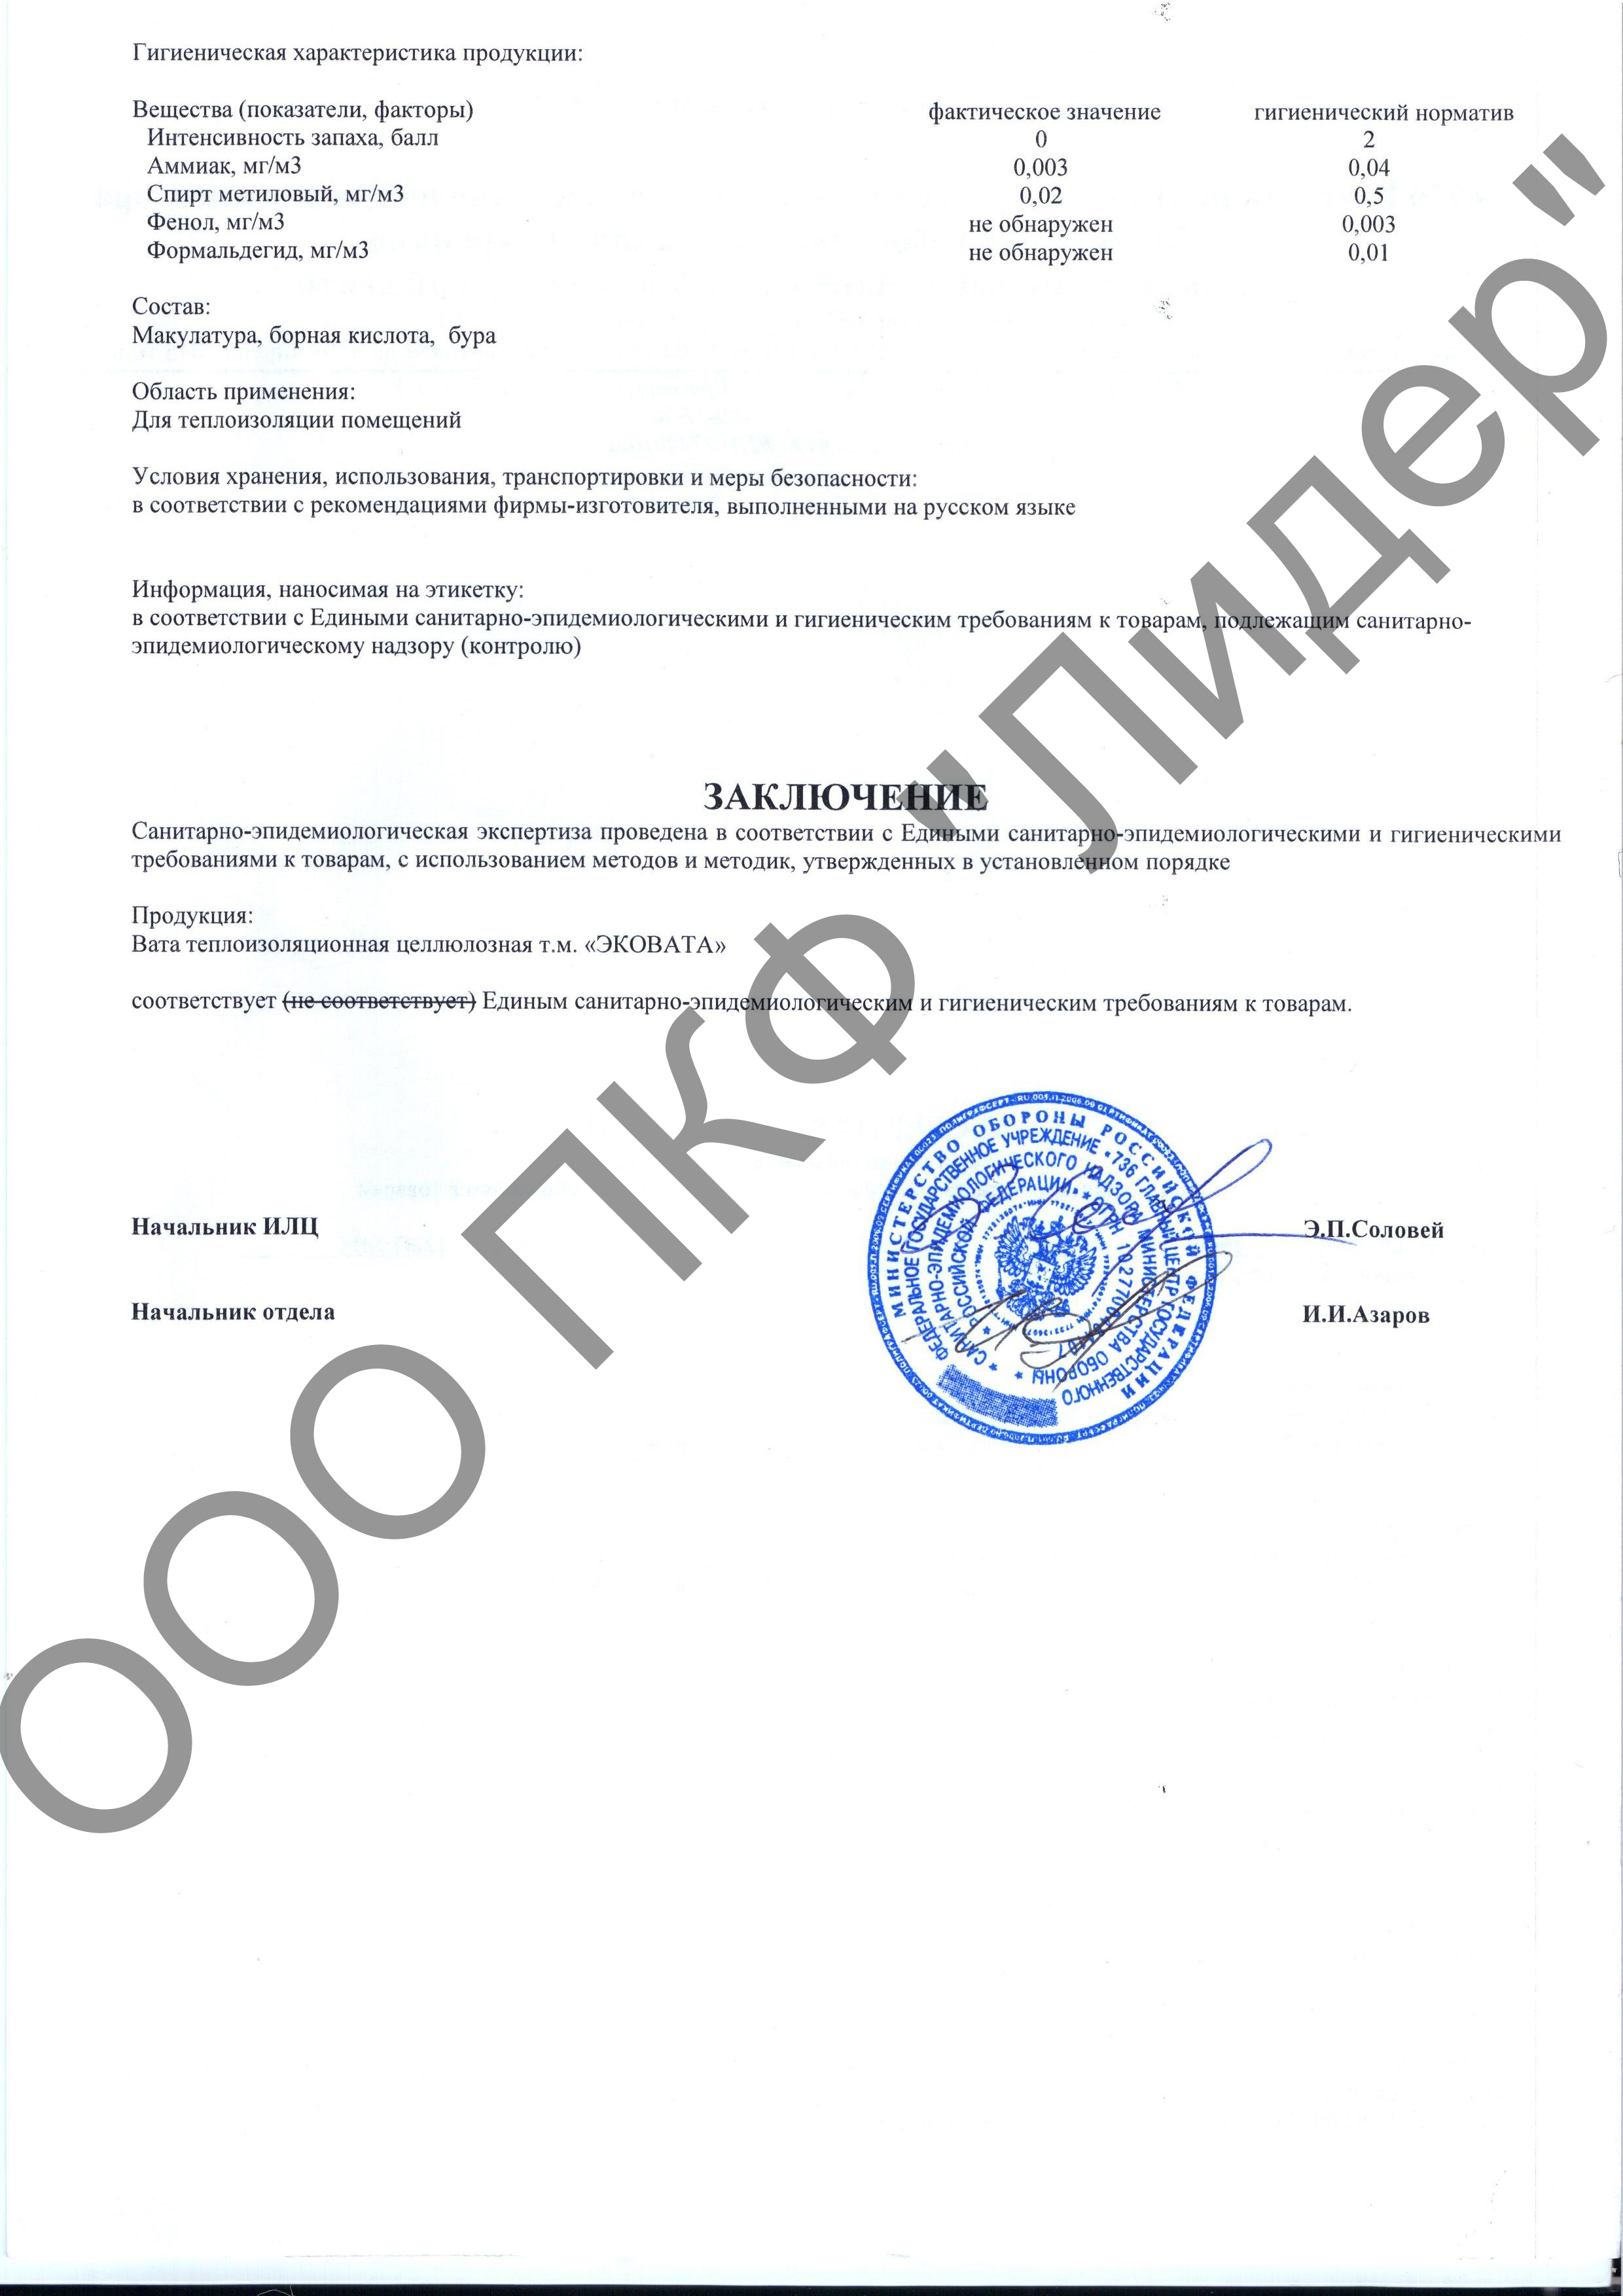 Гигиеническая характеристика продукции:
Вещества (показатели, факторы) фактическое значение гигиенический норматив
Интенсивность запаха, балл 0 2
Аммиак, мг/м3 0,003 0,04
Спирт метиловый, мг/м3 0,02 0,5
Фенол, мг/м3 не обнаружен 0,003
Формальдегид, мг/м3 не обнаружен 0,01
Состав:
Макулатура, борная кислота, бура
Область применения:
Для теплоизоляции помещений
Условия хранения, использования, транспортировки и меры безопасности:
в соответствии с рекомендациями фирмы-изготовителя, выполненными на русском языке
Информация, наносимая на этикетку:
в соответствии с Едиными санитарно-эпидемиологическими и гигиеническим требованиям к товарам, подлежащим санитарно-
эпидемиологическому надзору (контролю)
ЗАКЛЮЧЕНИЕ
Санитарно-эпидемиологическая экспертиза проведена в соответствии с Едиными санитарно-эпидемиологическими и гигиеническими
требованиями к товарам, с использованием методов и методик, утвержденных в установленном порядке
Продукция:
Вата теплоизоляционная целлюлозная т.м. «ЭКОВАТА»
соответствует (не соответствует) Единым санитарно-эпидемиологическим и гигиеническим требованиям к товарам.
Начальник ИЛЦ Э.П.Соловей
Начальник отдела И.И.Азаров
МИНИСТЕРСТВО ОБОРОНЫ РОССИЙСКОЙ ФЕДЕРАЦИИ
ФЕДЕРАЛЬНОЕ ГОСУДАРСТВЕННОЕ УЧРЕЖДЕНИЕ «736 ГЛАВНЫЙ ЦЕНТР ГОСУДАРСТВЕННОГО
САНИТАРНО-ЭПИДЕМИОЛОГИЧЕСКОГО НАДЗОРА МИНИСТЕРСТВА ОБОРОНЫ
РОССИЙСКОЙ ФЕДЕРАЦИИ» ОГРН
ООО ПКФ "Лидер"